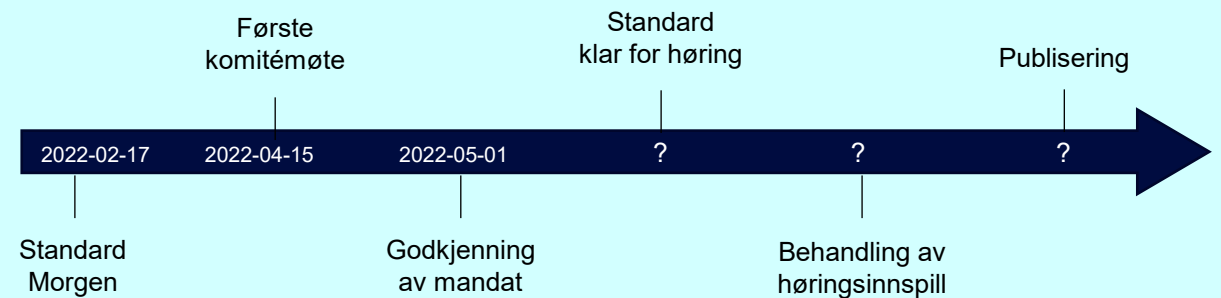 Første
komitémøte
Standard
klar for høring
Publisering
2022-02-17
2022-04-15
2022-05-01
?
?
?
Standard
Morgen
Godkjenning
av mandat
Behandling av
høringsinnspill